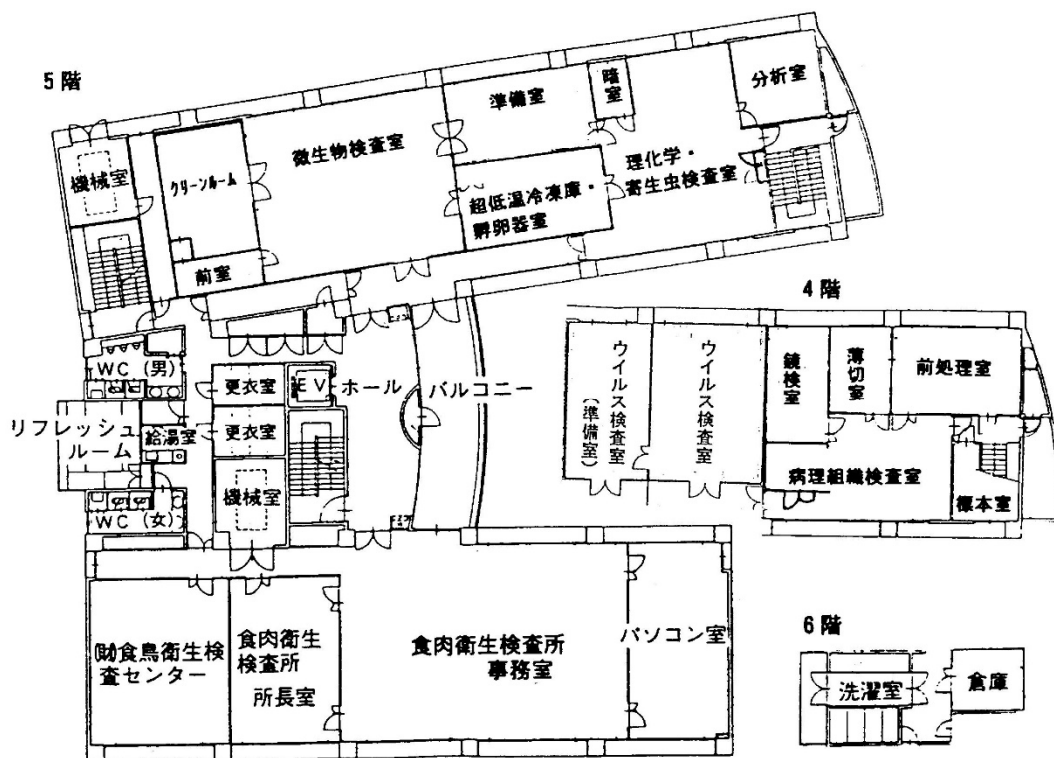 5階
機械室
クリーンルーム
前室
微生物検査室
準備室
暗室
超低温冷凍庫・
孵卵器室
理化学・
寄生虫検査室
分析室
WC(男)
リフレッシュ
ルーム
給湯室
WC(女)
更衣室
更衣室
機械室
EV
ホール
バルコニー
(財)食鳥衛生検
査センター
食肉衛生
検査所
所長室
食肉衛生検査所
事務室
パソコン室
4階
ウイルス検査室
(準備室)
ウイルス検査室
鏡検室
薄切室
前処理室
病理組織検査室
標本室
6階
洗濯室
倉庫